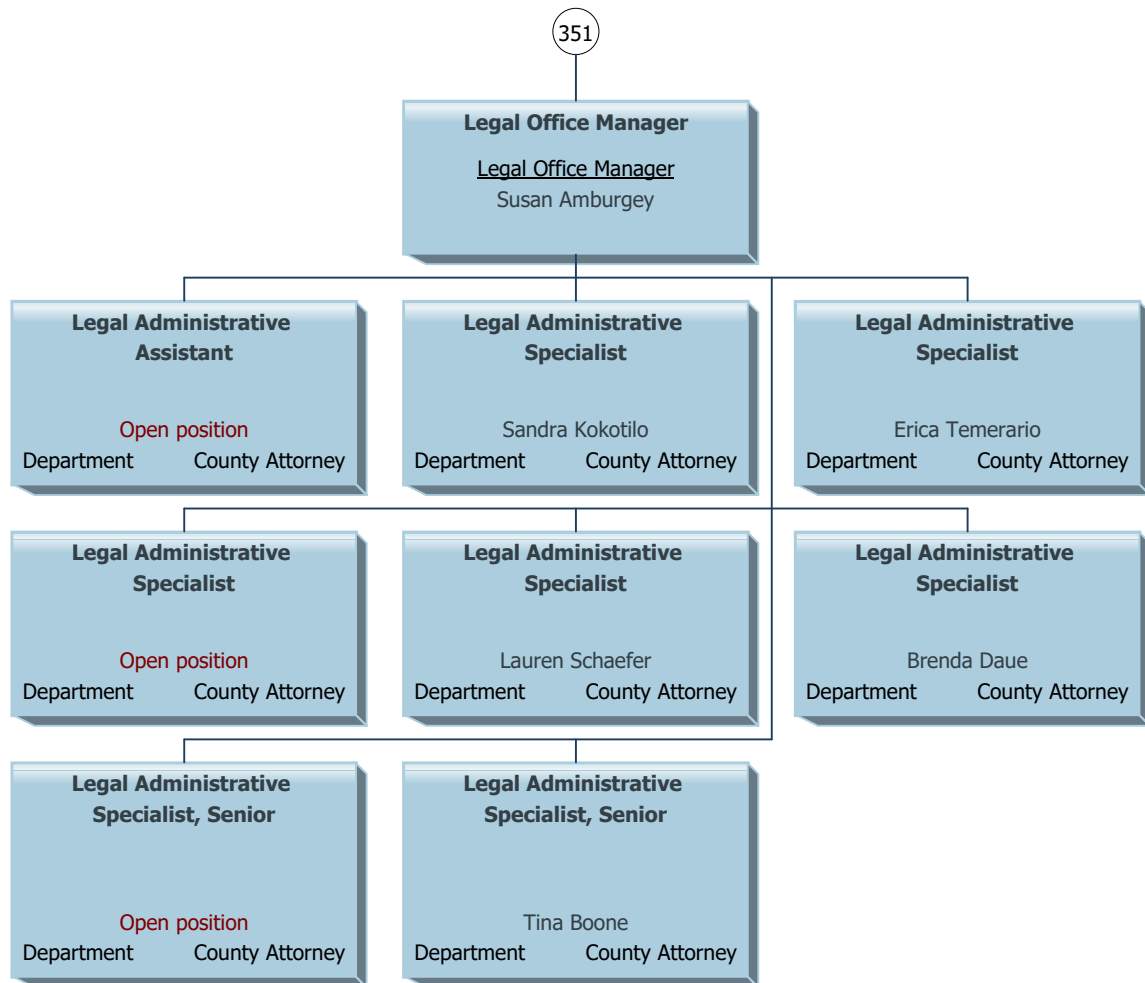 351
Legal Office Manager
Legal Office Manager
Susan Amburgey
Legal Administrative
Assistant
Open position
Department County Attorney
Legal Administrative
Specialist
Sandra Kokotilo
Department County Attorney
Legal Administrative
Specialist
Erica Temerario
Department County Attorney
Legal Administrative
Specialist
Open position
Department County Attorney
Legal Administrative
Specialist
Lauren Schaefer
Department County Attorney
Legal Administrative
Specialist
Brenda Daue
Department County Attorney
Legal Administrative
Specialist, Senior
Open position
Department County Attorney
Legal Administrative
Specialist, Senior
Tina Boone
Department County Attorney